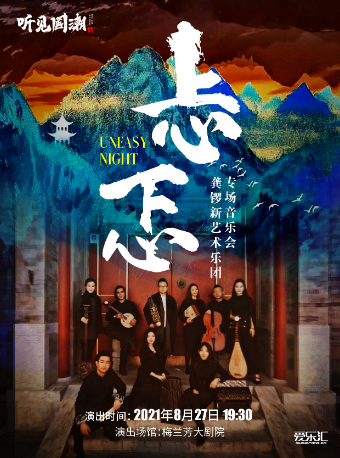 听见國潮
忐
忑
UNEASY
NIGHT
专场音乐会
龚锣新艺术乐团
演出时间：2021年8月27日 19:30
演出场馆：梅兰芳大剧院
爱乐汇